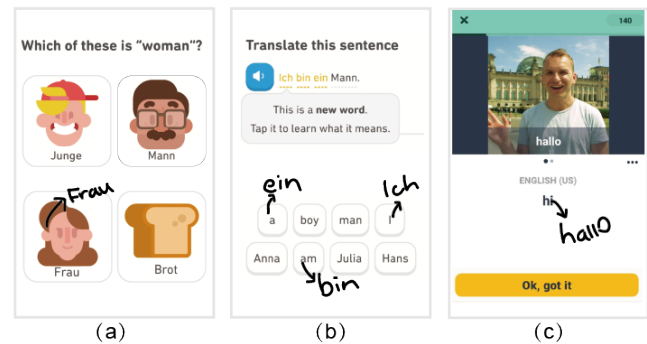 Which of these is “woman”?
Junge
Mann
Frau
Frau
Brot
(a)
Translate this sentence
Ich bin ein Mann.
This is a new word.
Tap it to learn what it means.
ein
Ich
a
boy
man
I
Anna
am
Julia
Hans
bin
(b)
×
140
hallo
ENGLISH (US)
hi
hallo
Ok, got it
(c)